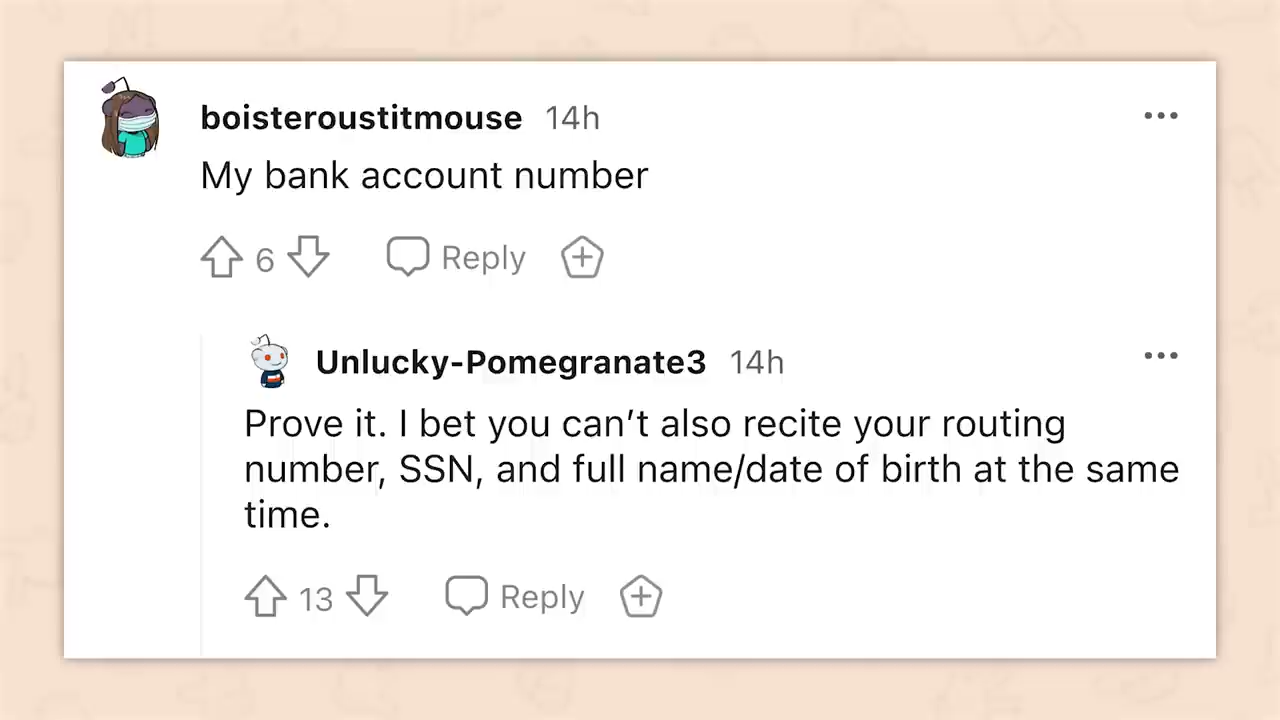 boisteroustitmouse 14h
My bank account number
6 Reply
Unlucky-Pomegranate3 14h
Prove it. I bet you can’t also recite your routing
number, SSN, and full name/date of birth at the same
time.
13 Reply